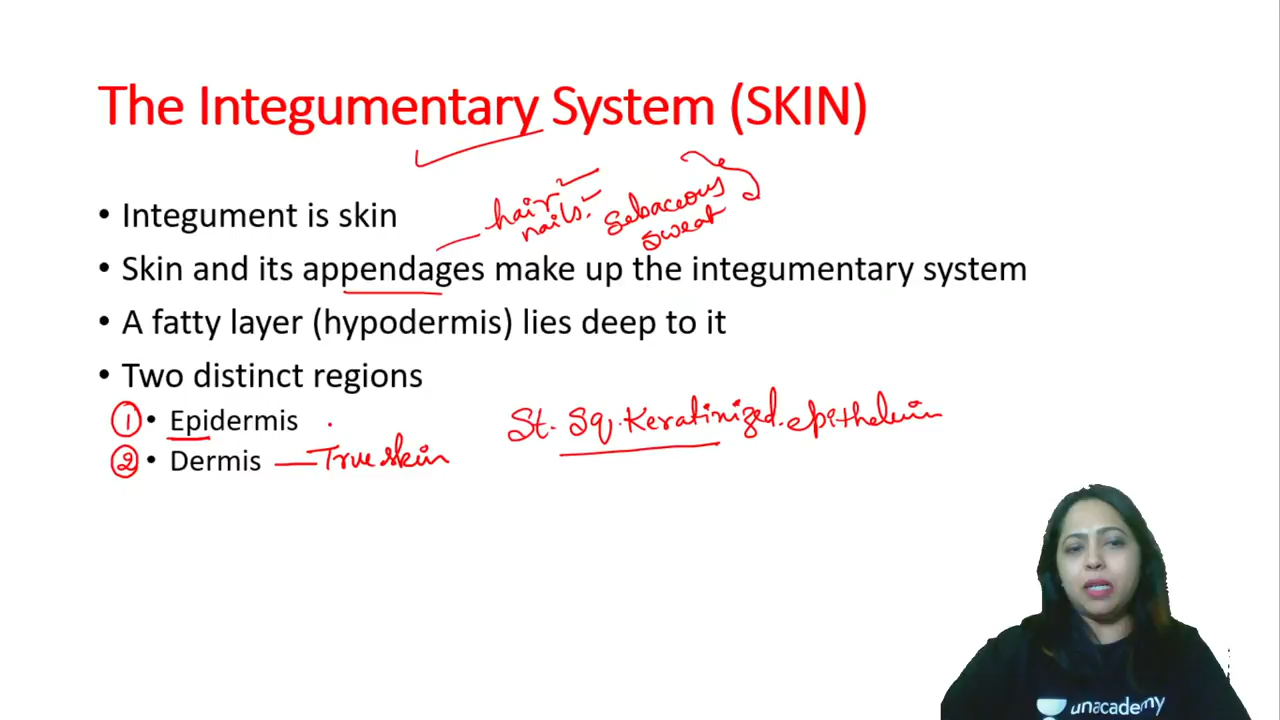 The Integumentary System (SKIN)
hair sebaceous
nails. sweat
• Integument is skin
• Skin and its appendages make up the integumentary system
• A fatty layer (hypodermis) lies deep to it
• Two distinct regions
① • Epidermis St. Sq. Keratinized. epithelium
② • Dermis — True skin
unacademy